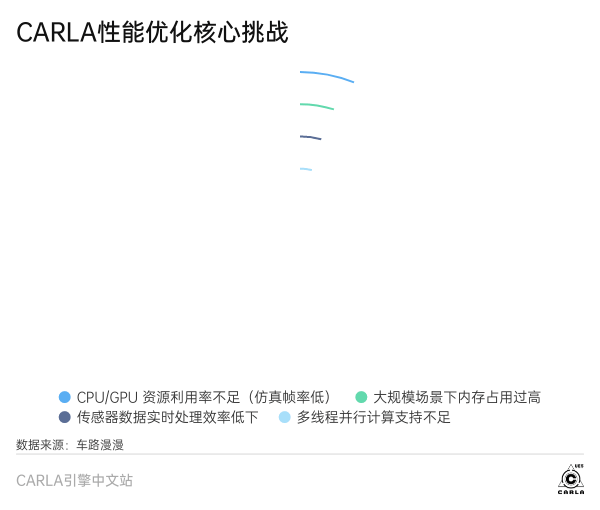 CARLA性能优化核心挑战
CPU/GPU 资源利用率不足（仿真帧率低） 大规模场景下内存占用过高
传感器数据实时处理效率低下 多线程并行计算支持不足
数据来源：车路漫漫
CARLA引擎中文站
UE5
CARLA